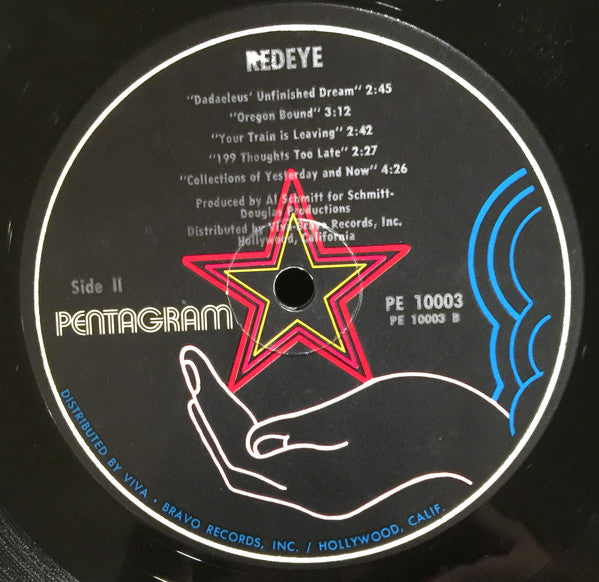 REDEYE
"Dadaeleus' Unfinished Dream" 2:45
"Oregon Bound" 3:12
"Your Train is Leaving" 2:42
"199 Thoughts Too Late" 2:27
"Collections of Yesterday and Now" 4:26
Produced by Al Schmitt for Schmitt-
Douglas Productions
Distributed by Viva-Bravo Records, Inc.
Hollywood, California
Side II
PE 10003
PE 10003 B
PENTAGRAM
DISTRIBUTED BY VIVA • BRAVO RECORDS, INC. / HOLLYWOOD, CALIF.